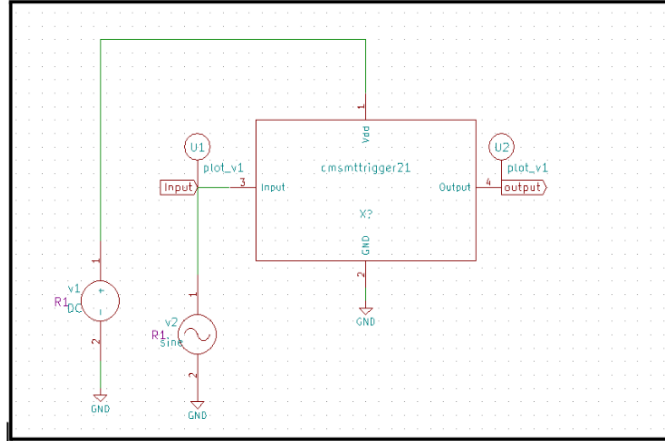 1
Vdd
U1
U2
plot_v1
plot_v1
cmsmttrigger21
Input
3
Input
Output
4
output
X?
GND
2
GND
1
v1
R1
DC
2
GND
1
v2
R1
sine
2
GND